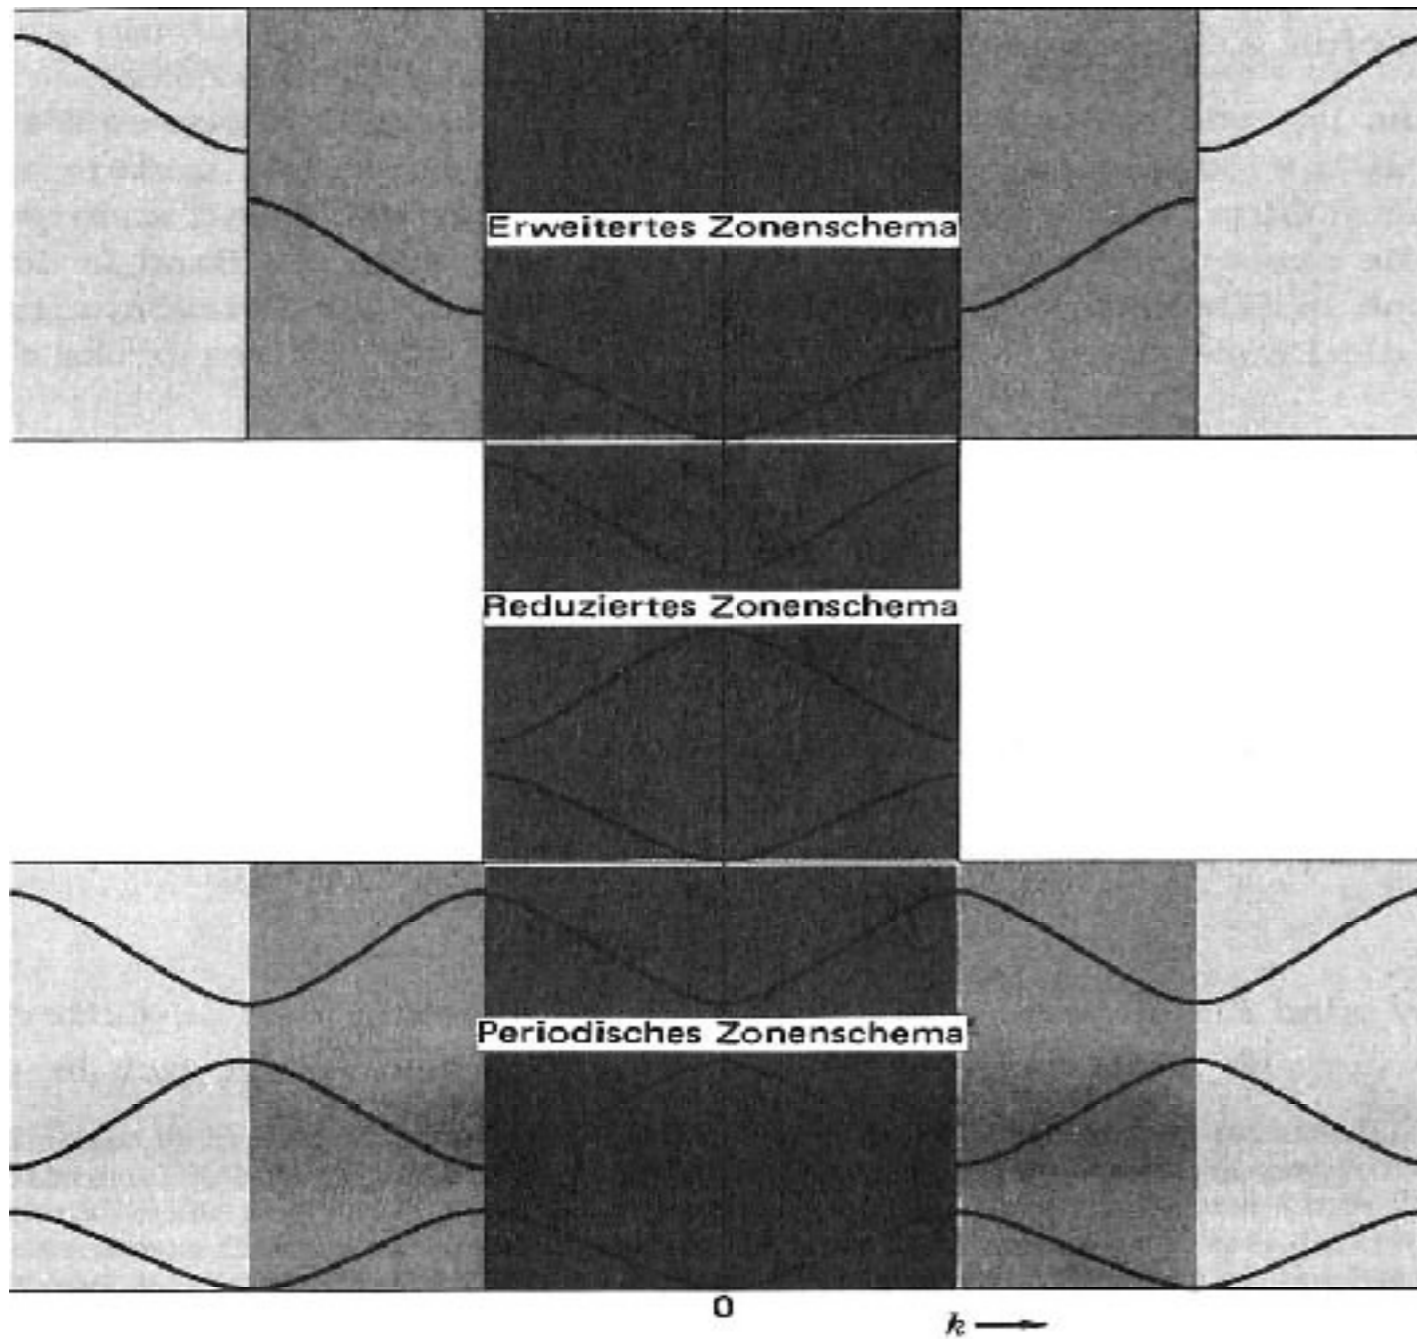 Erweitertes Zonenschema
Reduziertes Zonenschema
Periodisches Zonenschema
0
k →